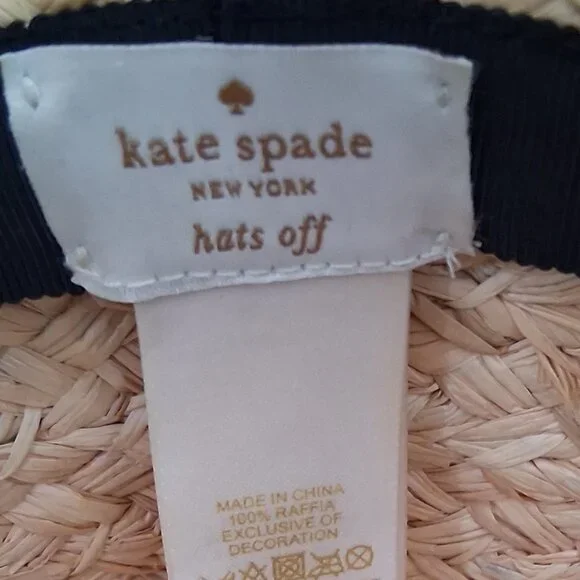 kate spade
NEW YORK
hats off
MADE IN CHINA
100% RAFFIA
EXCLUSIVE OF
DECORATION